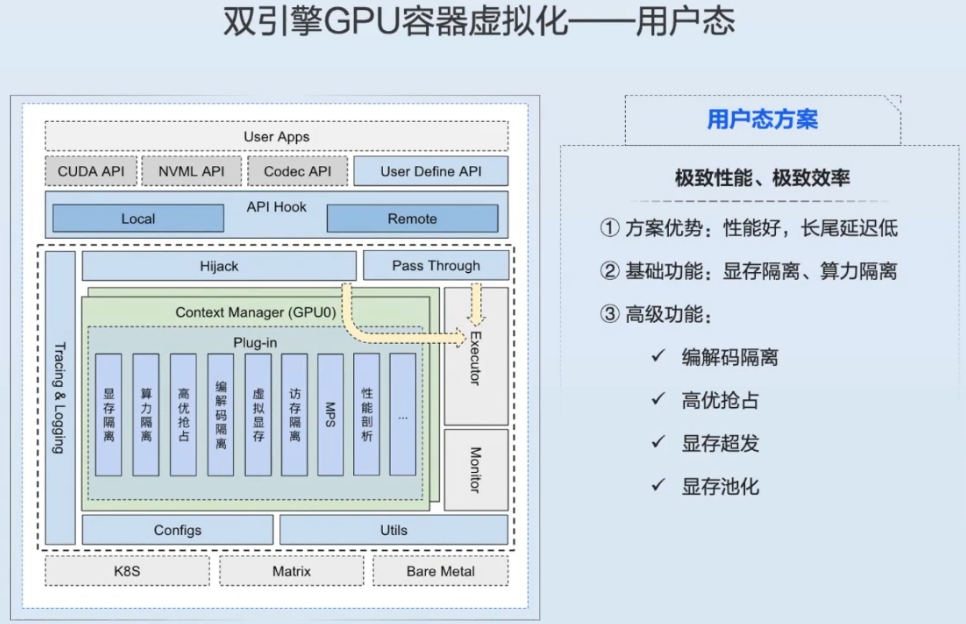 双引擎GPU容器虚拟化——用户态
User Apps
CUDA API
NVML API
Codec API
User Define API
API Hook
Local
Remote
Tracing & Logging
Hijack
Pass Through
Context Manager (GPU0)
Plug-in
显存隔离
算力隔离
高优抢占
编解码隔离
虚拟显存
访存隔离
MPS
性能剖析
...
Executor
Monitor
Configs
Utils
K8S
Matrix
Bare Metal
用户态方案
极致性能、极致效率
① 方案优势：性能好，长尾延迟低
② 基础功能：显存隔离、算力隔离
③ 高级功能：
✓ 编解码隔离
✓ 高优抢占
✓ 显存超发
✓ 显存池化